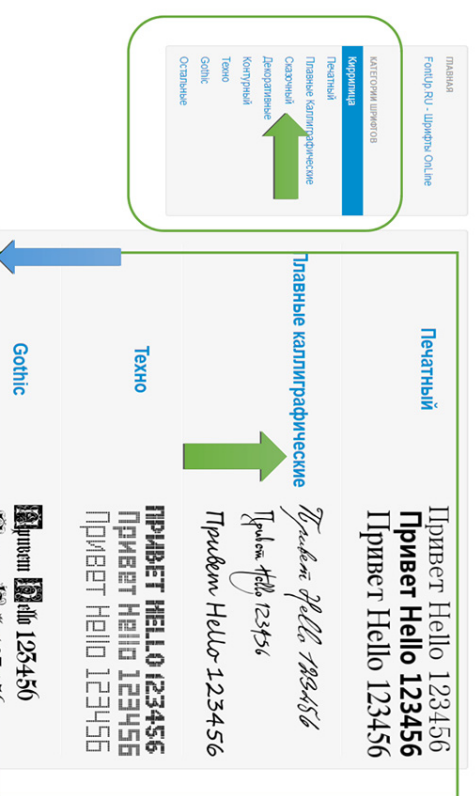 ГЛАВНАЯ
FontUp.RU - Шрифты OnLine
КАТЕГОРИИ ШРИФТОВ
Кириллица
Печатный
Плавные Каллиграфические
Сказочный
Декоративные
Контурный
Техно
Gothic
Остальные
Печатный
Привет Hello 123456
Привет Hello 123456
Привет Hello 123456
Плавные каллиграфические
Привет Hello 123456
Привет Hello 123456
Привет Hello 123456
Техно
ПРИВЕТ HELLO 123456
Привет Hello 123456
Привет Hello 123456
Gothic
Привет Hello 123456